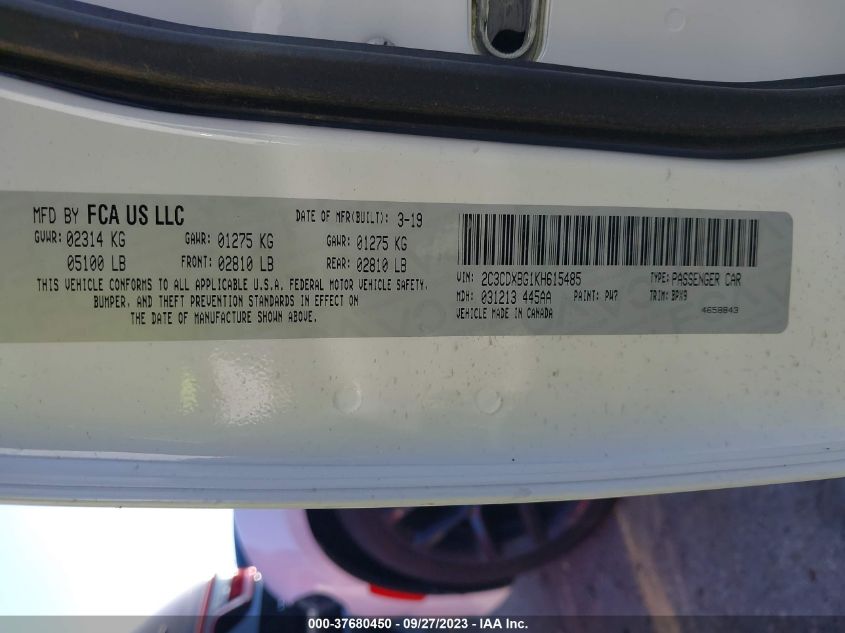 MFD BY FCA US LLC
DATE OF MFR(BUILT): 3-19
GVWR: 02314 KG GAWR: 01275 KG GAWR: 01275 KG
05100 LB FRONT: 02810 LB REAR: 02810 LB
THIS VEHICLE CONFORMS TO ALL APPLICABLE U.S.A. FEDERAL MOTOR VEHICLE SAFETY,
BUMPER, AND THEFT PREVENTION STANDARDS IN EFFECT ON
THE DATE OF MANUFACTURE SHOWN ABOVE.
VIN: 2C3CDXBG1KH615485 TYPE: PASSENGER CAR
MDH: 031213 445AA PAINT: PW7 TRIM: BPX9
VEHICLE MADE IN CANADA 4658843
000-37680450 - 09/27/2023 - IAA Inc.